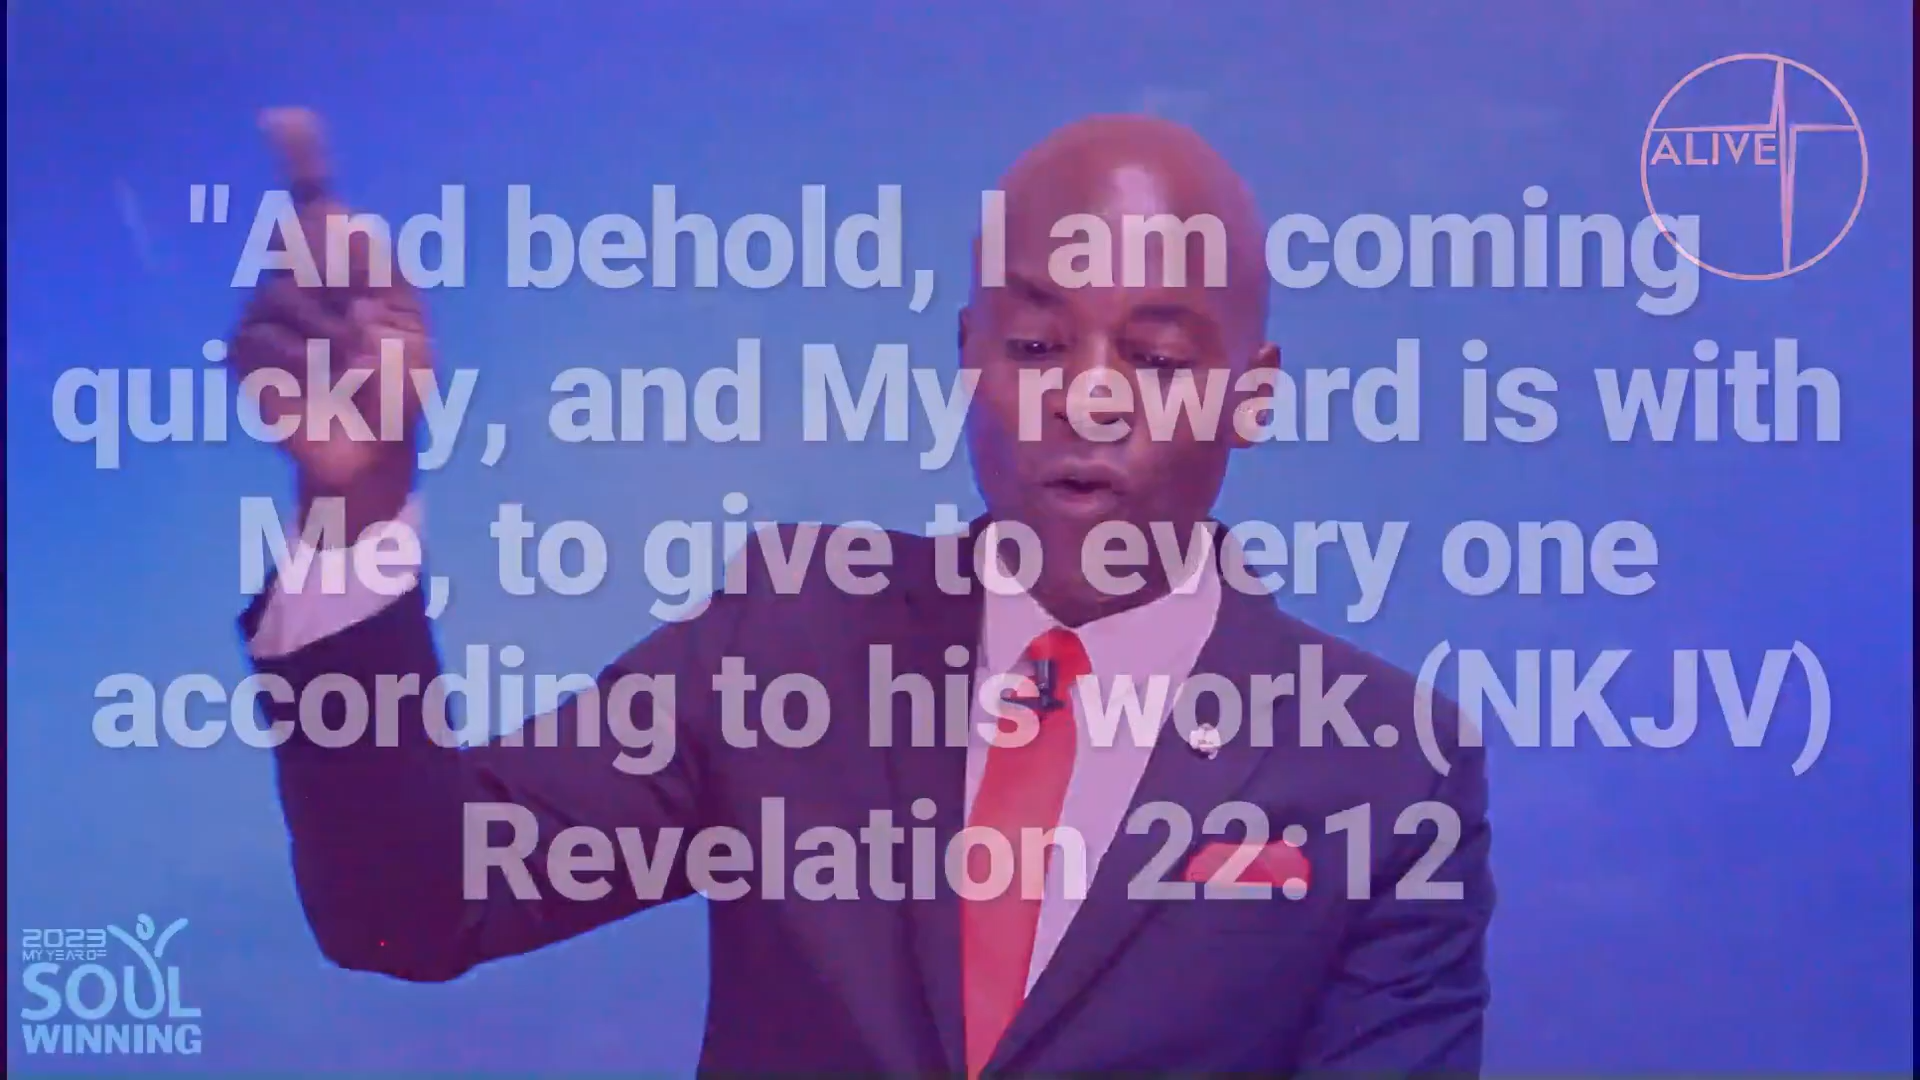 ALIVE
"And behold, I am coming
quickly, and My reward is with
Me, to give to every one
according to his work.(NKJV)
Revelation 22:12
2023
MY YEAR OF
SOUL
WINNING